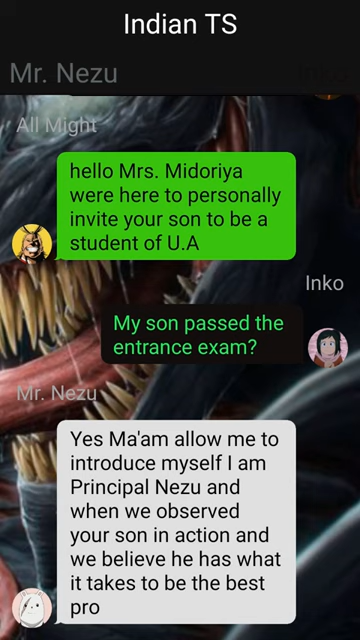 Indian TS
Mr. Nezu
All Might
hello Mrs. Midoriya
were here to personally
invite your son to be a
student of U.A
Inko
My son passed the
entrance exam?
Mr. Nezu
Yes Ma'am allow me to
introduce myself I am
Principal Nezu and
when we observed
your son in action and
we believe he has what
it takes to be the best
pro